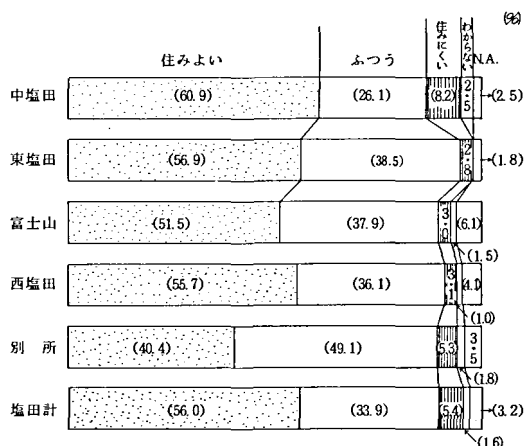 (%)
住みよい ふつう 住みにくい わからない N.A.
中塩田 (60.9) (26.1) (8.2) 2.5 (2.5)
東塩田 (56.9) (38.5) 2.8 (1.8)
富士山 (51.5) (37.9) 3.0 (6.1)
(1.5)
西塩田 (55.7) (36.1) 3.1 (4.1)
(1.0)
別所 (40.4) (49.1) (5.3) 3.5
(1.8)
塩田計 (56.0) (33.9) (5.4) (3.2)
(1.6)